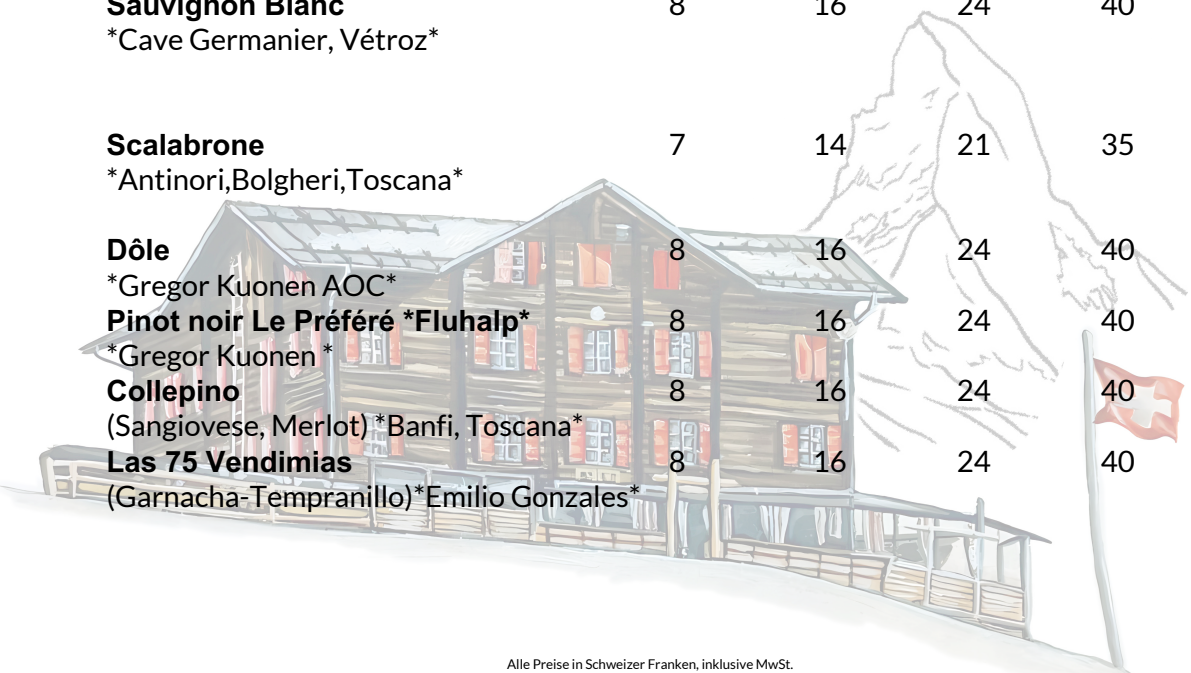 Sauvignon Blanc 8 16 24 40
*Cave Germanier, Vétroz*
Scalabrone 7 14 21 35
*Antinori,Bolgheri,Toscana*
Dôle 8 16 24 40
*Gregor Kuonen AOC*
Pinot noir Le Préféré *Fluhalp* 8 16 24 40
*Gregor Kuonen *
Collepino 8 16 24 40
(Sangiovese, Merlot) *Banfi, Toscana*
Las 75 Vendimias 8 16 24 40
(Garnacha-Tempranillo)*Emilio Gonzales*
Alle Preise in Schweizer Franken, inklusive MwSt.